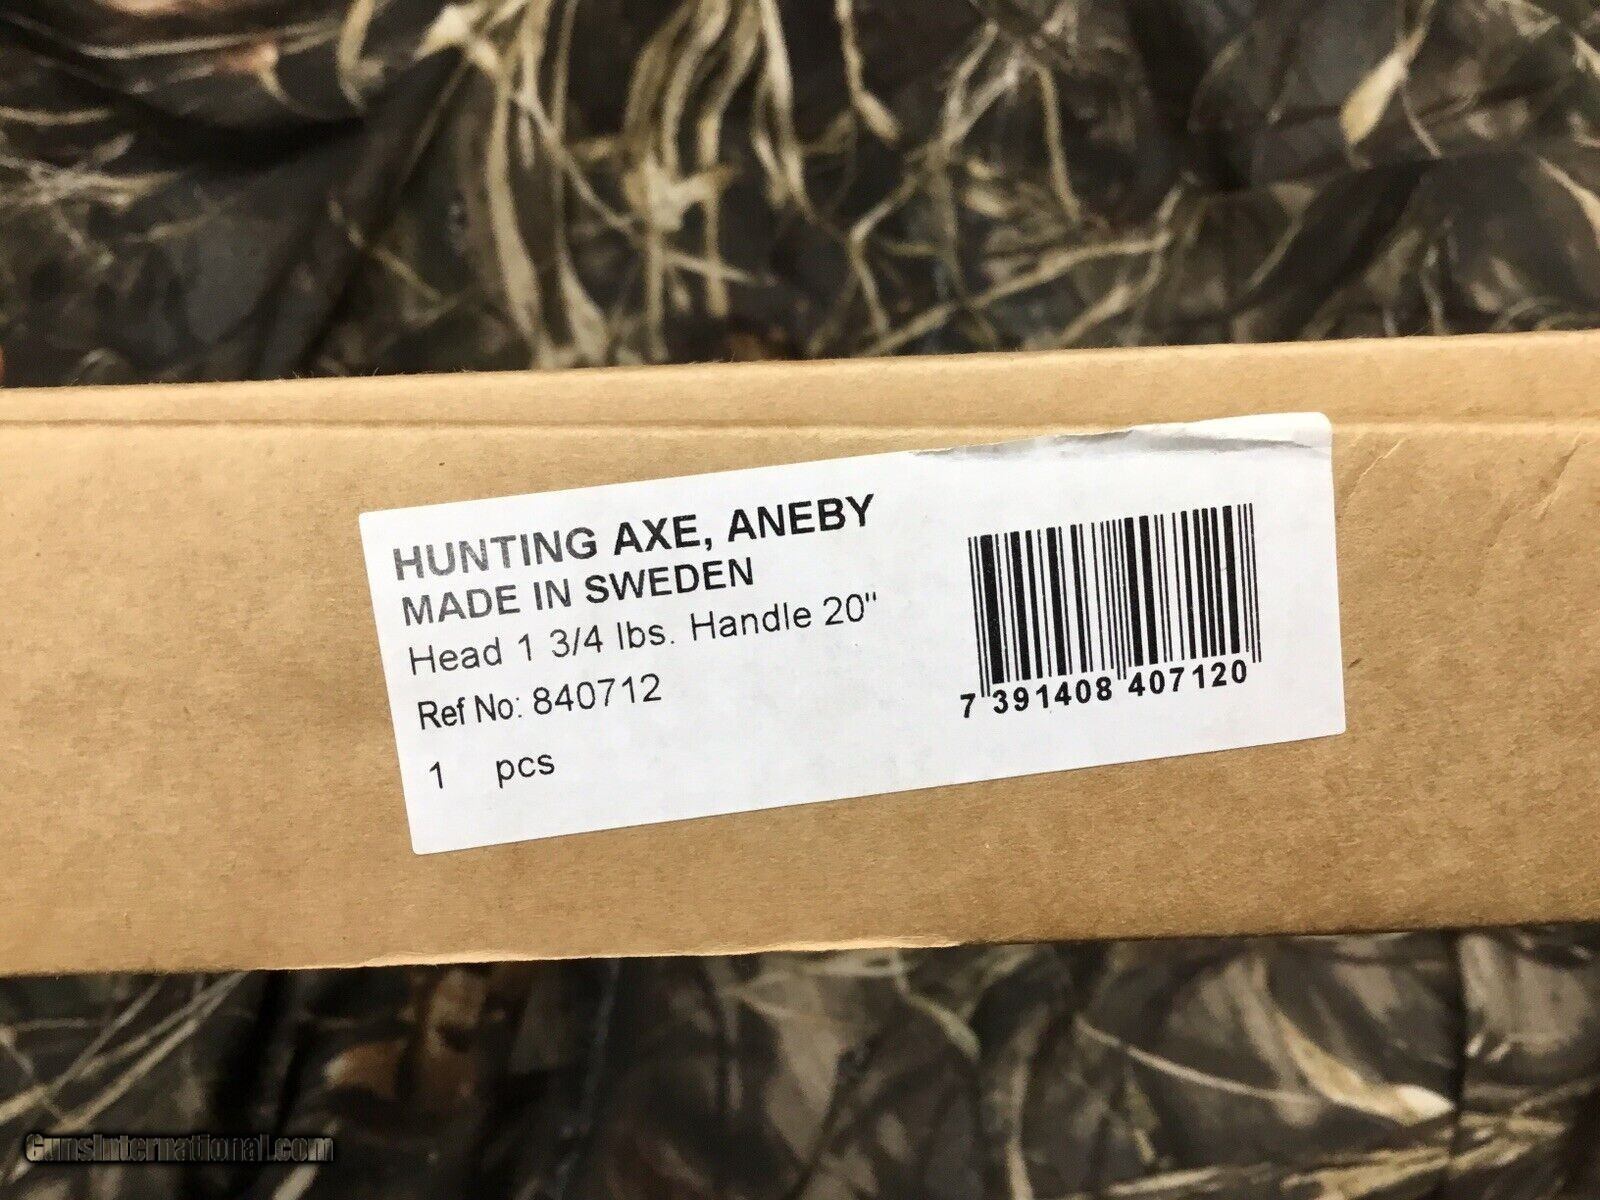 HUNTING AXE, ANEBY
MADE IN SWEDEN
Head 1 3/4 lbs. Handle 20"
Ref No: 840712
1 pcs
7 391408 407120
GunsInternational.com